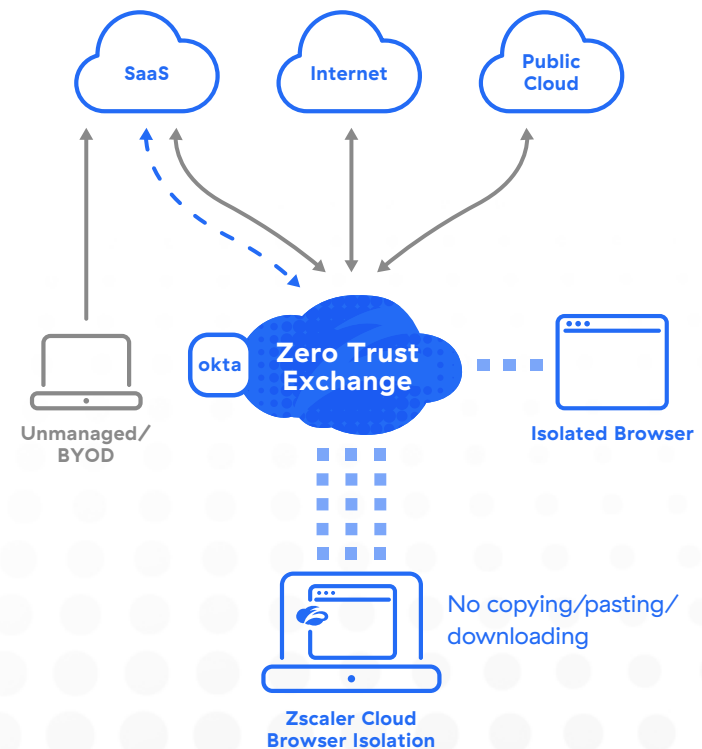 SaaS
Internet
Public
Cloud
okta
Zero Trust
Exchange
Unmanaged/
BYOD
Isolated Browser
No copying/pasting/
downloading
Zscaler Cloud
Browser Isolation